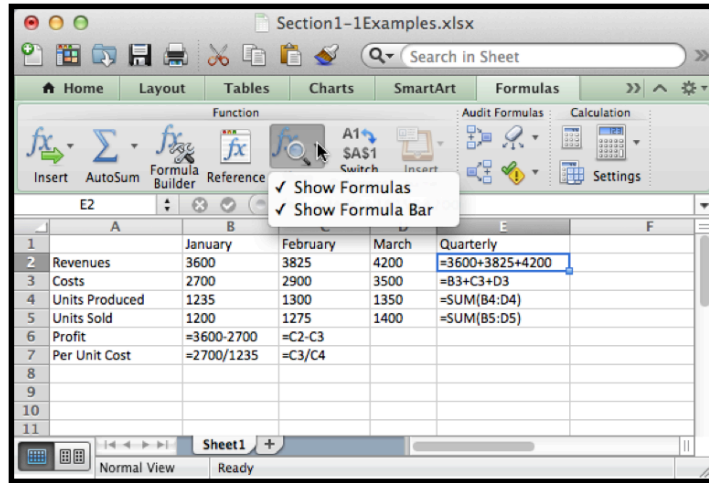 Section1-1Examples.xlsx
Search in Sheet
Home Layout Tables Charts SmartArt Formulas
Function Audit Formulas Calculation
Insert AutoSum Formula Builder Reference A1 $A$1 Switch Insert Settings
✓ Show Formulas
✓ Show Formula Bar
E2
A B E F
1 January February March Quarterly
2 Revenues 3600 3825 4200 =3600+3825+4200
3 Costs 2700 2900 3500 =B3+C3+D3
4 Units Produced 1235 1300 1350 =SUM(B4:D4)
5 Units Sold 1200 1275 1400 =SUM(B5:D5)
6 Profit =3600-2700 =C2-C3
7 Per Unit Cost =2700/1235 =C3/C4
8
9
10
11
Sheet1
Normal View Ready